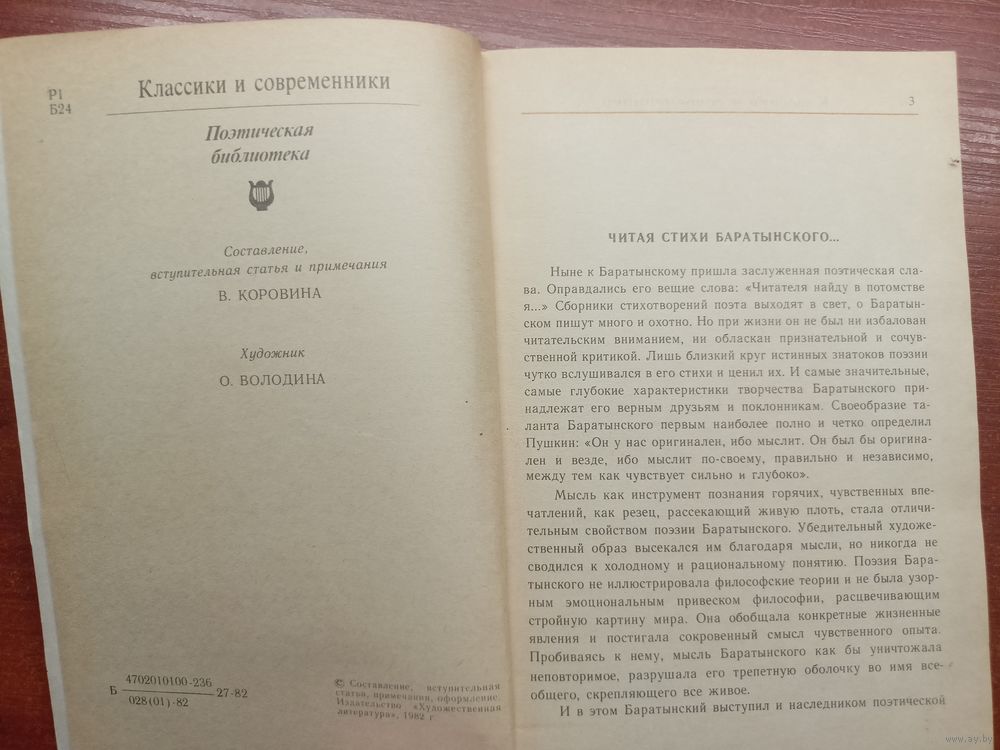 Р1
Б24
Классики и современники
Поэтическая
библиотека
Составление,
вступительная статья и примечания
В. КОРОВИНА
Художник
О. ВОЛОДИНА
Б 4702010100-236 27-82
028(01)-82
© Составление, вступительная
статья, примечания, оформление.
Издательство «Художественная
литература», 1982 г
3
ЧИТАЯ СТИХИ БАРАТЫНСКОГО...
Ныне к Баратынскому пришла заслуженная поэтическая сла-
ва. Оправдались его вещие слова: «Читателя найду в потомстве
я...» Сборники стихотворений поэта выходят в свет, о Баратын-
ском пишут много и охотно. Но при жизни он не был ни избалован
читательским вниманием, ни обласкан признательной и сочув-
ственной критикой. Лишь близкий круг истинных знатоков поэзии
чутко вслушивался в его стихи и ценил их. И самые значительные,
самые глубокие характеристики творчества Баратынского при-
надлежат его верным друзьям и поклонникам. Своеобразие та-
ланта Баратынского первым наиболее полно и четко определил
Пушкин: «Он у нас оригинален, ибо мыслит. Он был бы оригина-
лен и везде, ибо мыслит по-своему, правильно и независимо,
между тем как чувствует сильно и глубоко».
Мысль как инструмент познания горячих, чувственных впе-
чатлений, как резец, рассекающий живую плоть, стала отличи-
тельным свойством поэзии Баратынского. Убедительный художе-
ственный образ высекался им благодаря мысли, но никогда не
сводился к холодному и рациональному понятию. Поэзия Бара-
тынского не иллюстрировала философские теории и не была узор-
ным эмоциональным привеском философии, расцвечивающим
стройную картину мира. Она обобщала конкретные жизненные
явления и постигала сокровенный смысл чувственного опыта.
Пробиваясь к нему, мысль Баратынского как бы уничтожала
неповторимое, разрушала его трепетную оболочку во имя все-
общего, скрепляющего все живое.
И в этом Баратынский выступил и наследником поэтической
www.ay.by